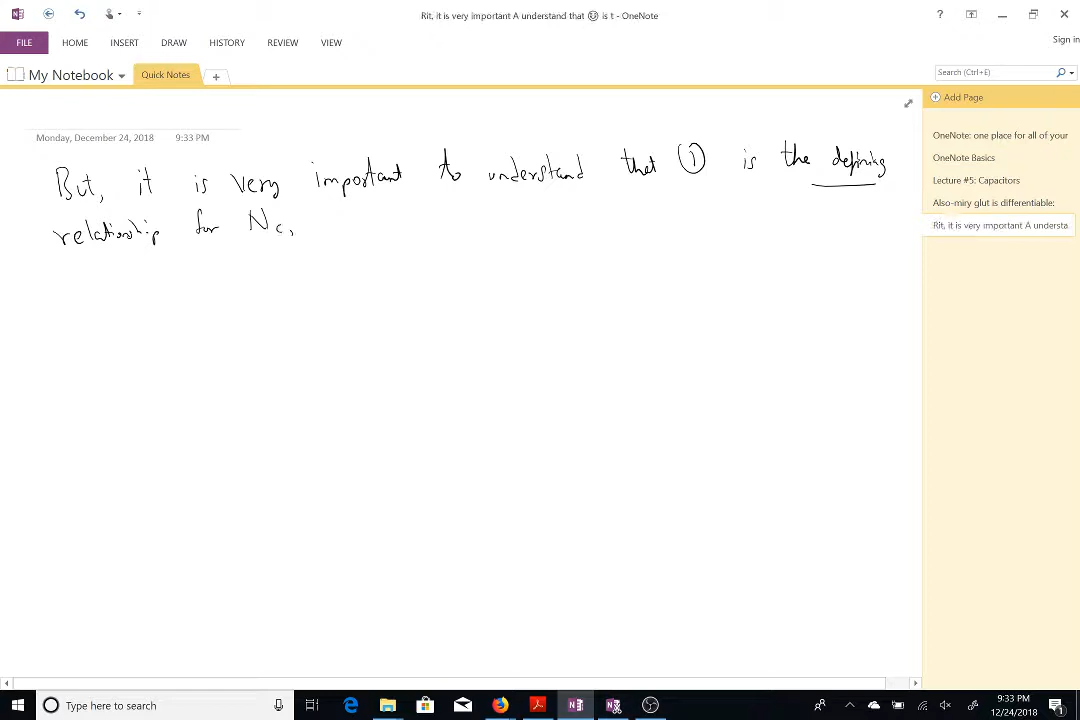 Rit, it is very important A understand that ☺ is t - OneNote
?
Sign in
FILE HOME INSERT DRAW HISTORY REVIEW VIEW
My Notebook
Quick Notes
+
Search (Ctrl+E)
Add Page
Monday, December 24, 2018 9:33 PM
But, it is very important to understand that ① is the defining
relationship for Nc,
OneNote: one place for all of your
OneNote Basics
Lecture #5: Capacitors
Also-miry glut is differentiable:
Rit, it is very important A understa
Type here to search
9:33 PM
12/24/2018
1